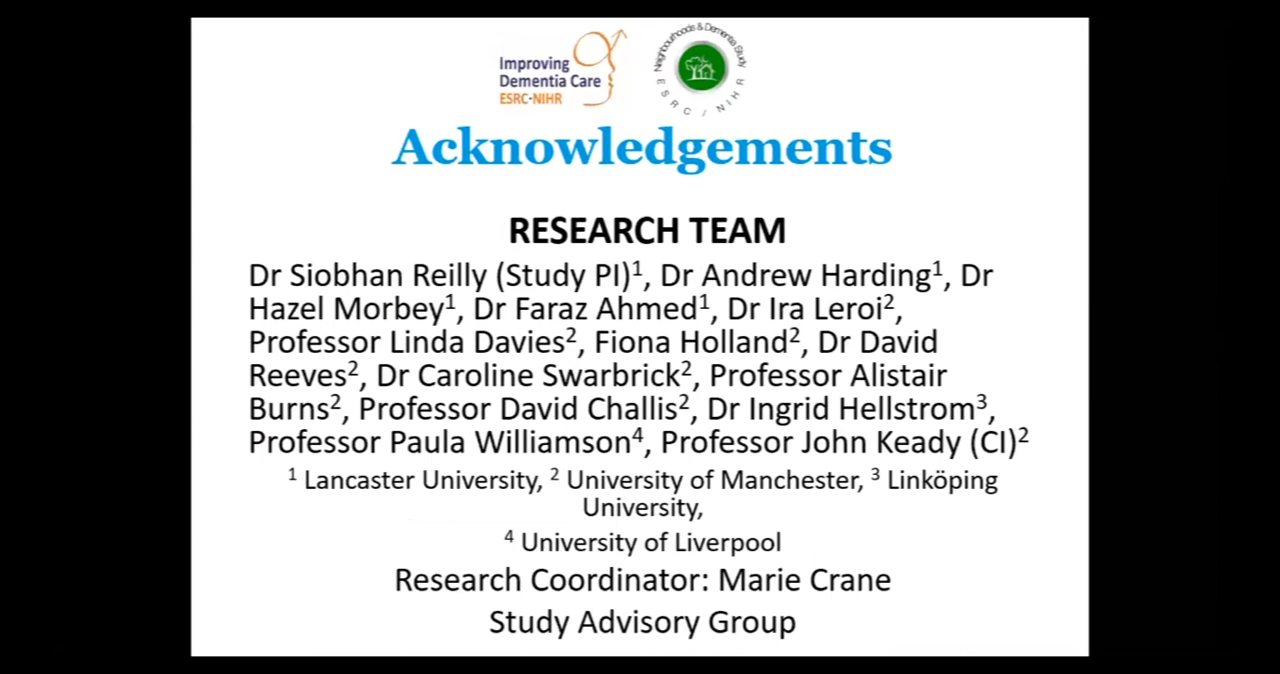 Improving
Dementia Care
ESRC·NIHR
Neighbourhoods & Dementia Study
ESRC / NIHR
Acknowledgements
RESEARCH TEAM
Dr Siobhan Reilly (Study PI)¹, Dr Andrew Harding¹, Dr
Hazel Morbey¹, Dr Faraz Ahmed¹, Dr Ira Leroi²,
Professor Linda Davies², Fiona Holland², Dr David
Reeves², Dr Caroline Swarbrick², Professor Alistair
Burns², Professor David Challis², Dr Ingrid Hellstrom³,
Professor Paula Williamson⁴, Professor John Keady (CI)²
¹ Lancaster University, ² University of Manchester, ³ Linköping
University,
⁴ University of Liverpool
Research Coordinator: Marie Crane
Study Advisory Group